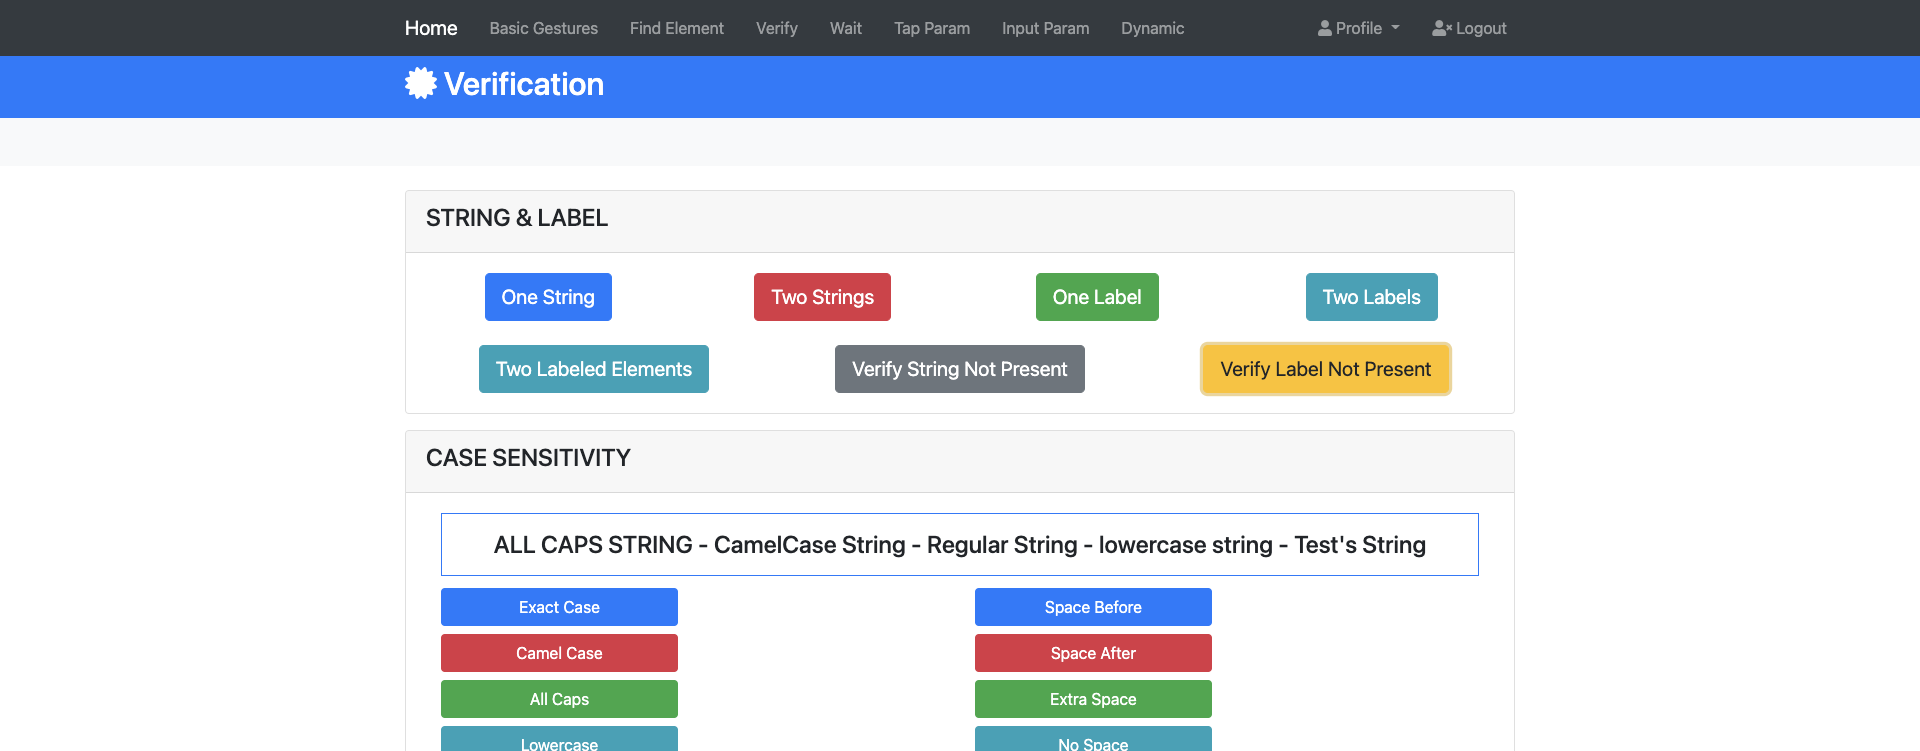 Home Basic Gestures Find Element Verify Wait Tap Param Input Param Dynamic Profile Logout
Verification
STRING & LABEL
One String Two Strings One Label Two Labels
Two Labeled Elements Verify String Not Present Verify Label Not Present
CASE SENSITIVITY
ALL CAPS STRING - CamelCase String - Regular String - lowercase string - Test's String
Exact Case Space Before
Camel Case Space After
All Caps Extra Space
Lowercase No Space